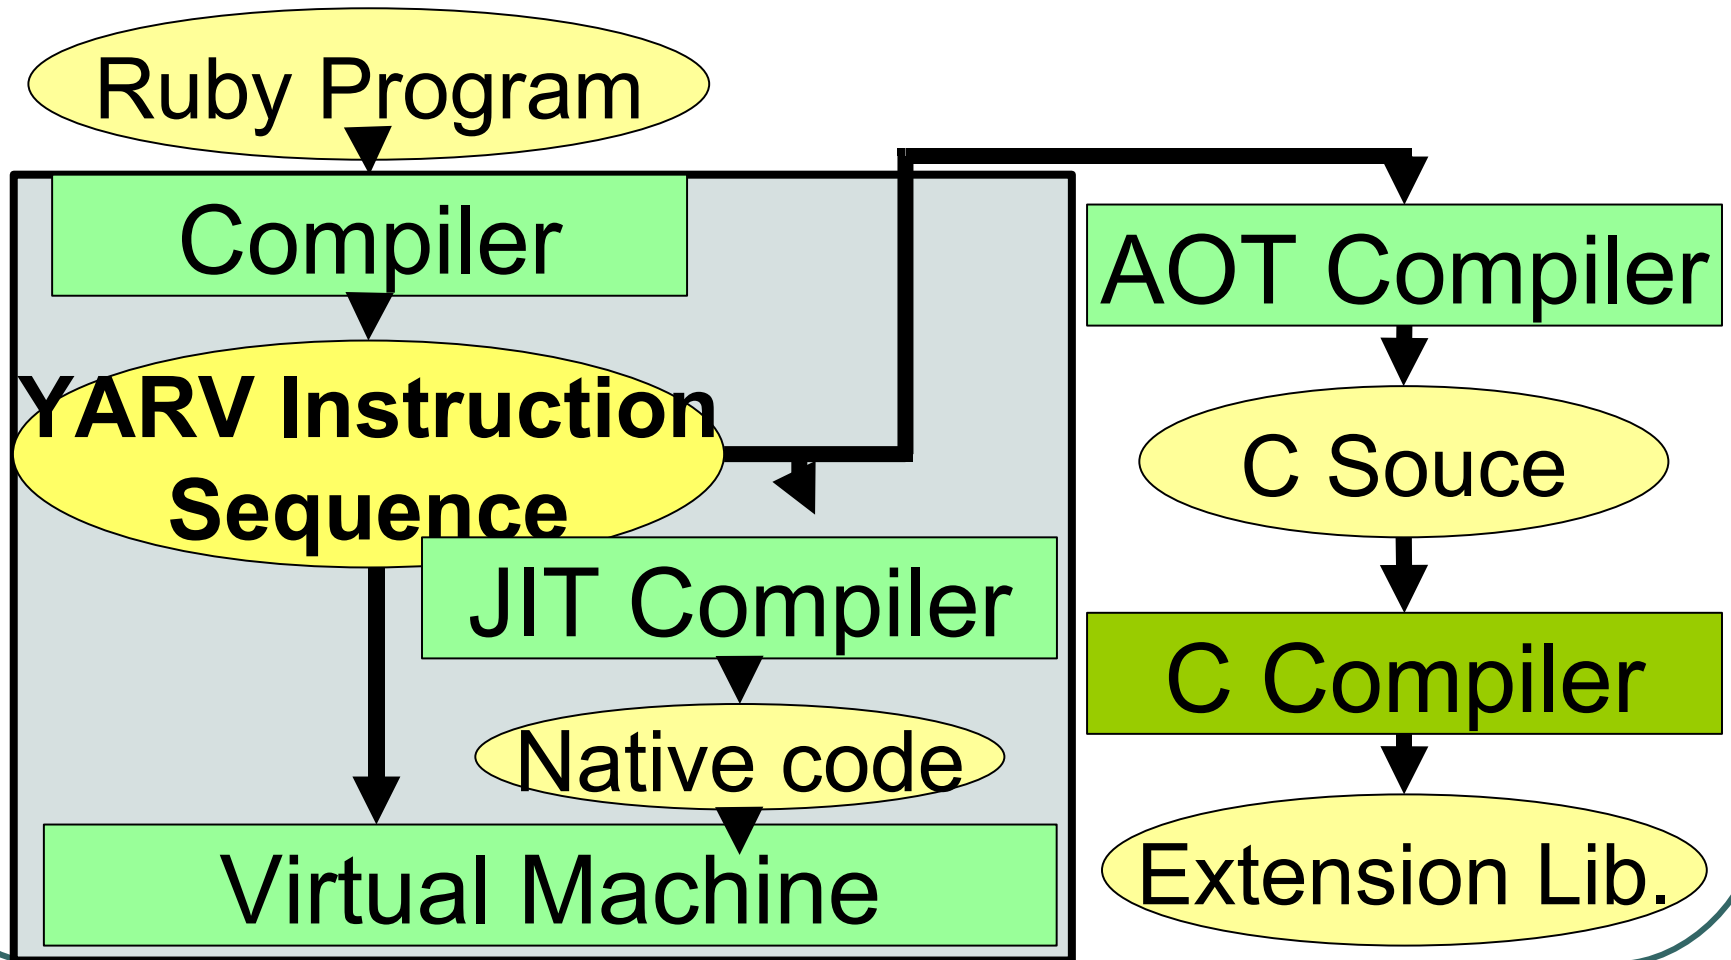 Ruby Program
Compiler
YARV Instruction
Sequence
JIT Compiler
Native code
Virtual Machine
AOT Compiler
C Souce
C Compiler
Extension Lib.